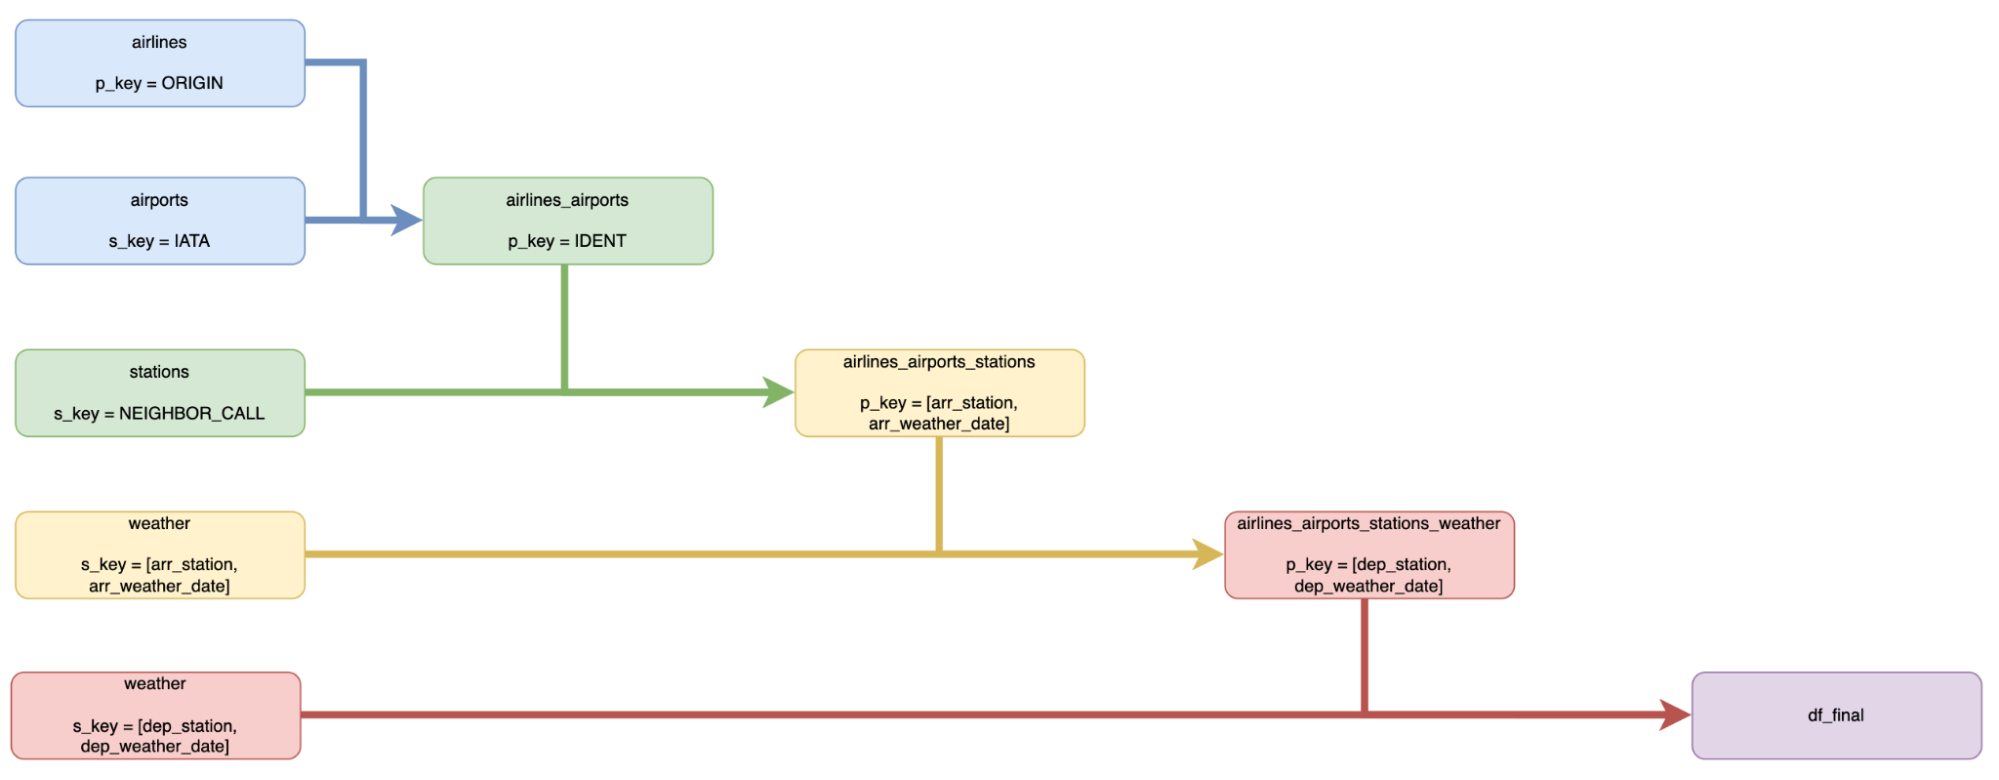 airlines
p_key = ORIGIN
airports
s_key = IATA
airlines_airports
p_key = IDENT
stations
s_key = NEIGHBOR_CALL
airlines_airports_stations
p_key = [arr_station,
arr_weather_date]
weather
s_key = [arr_station,
arr_weather_date]
airlines_airports_stations_weather
p_key = [dep_station,
dep_weather_date]
weather
s_key = [dep_station,
dep_weather_date]
df_final